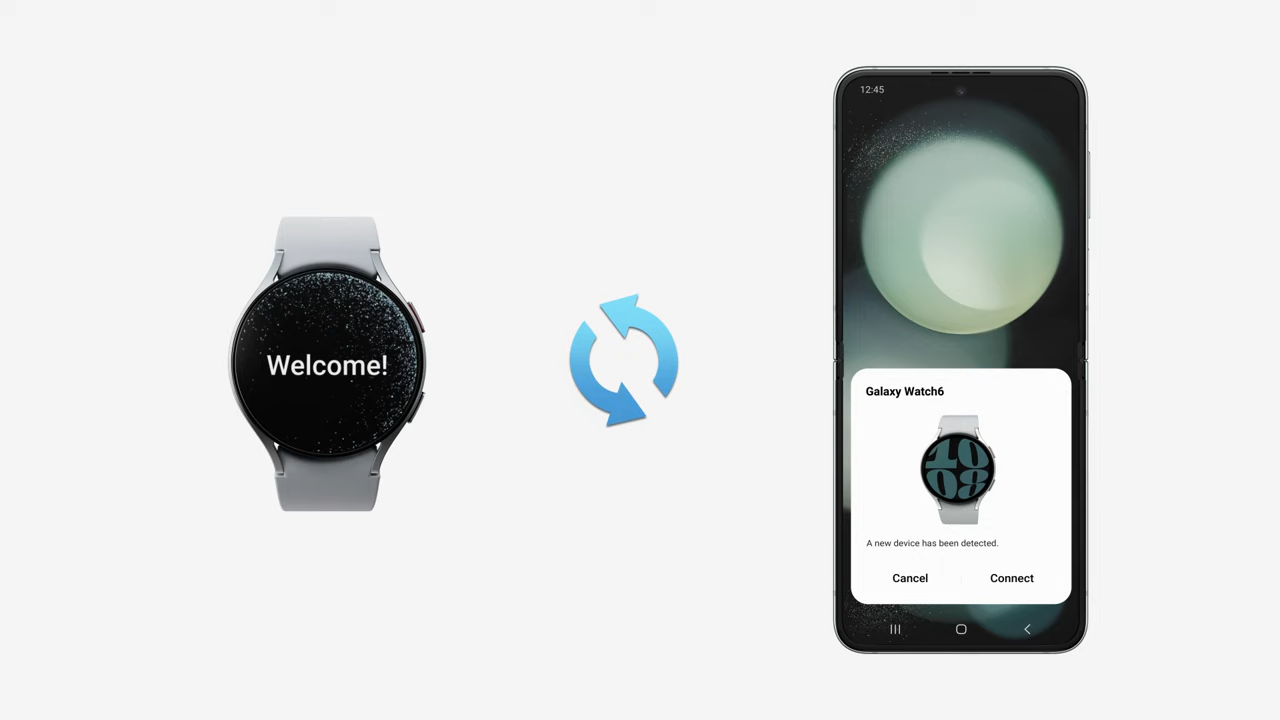 Welcome!
12:45
Galaxy Watch6
10
08
A new device has been detected.
Cancel
Connect